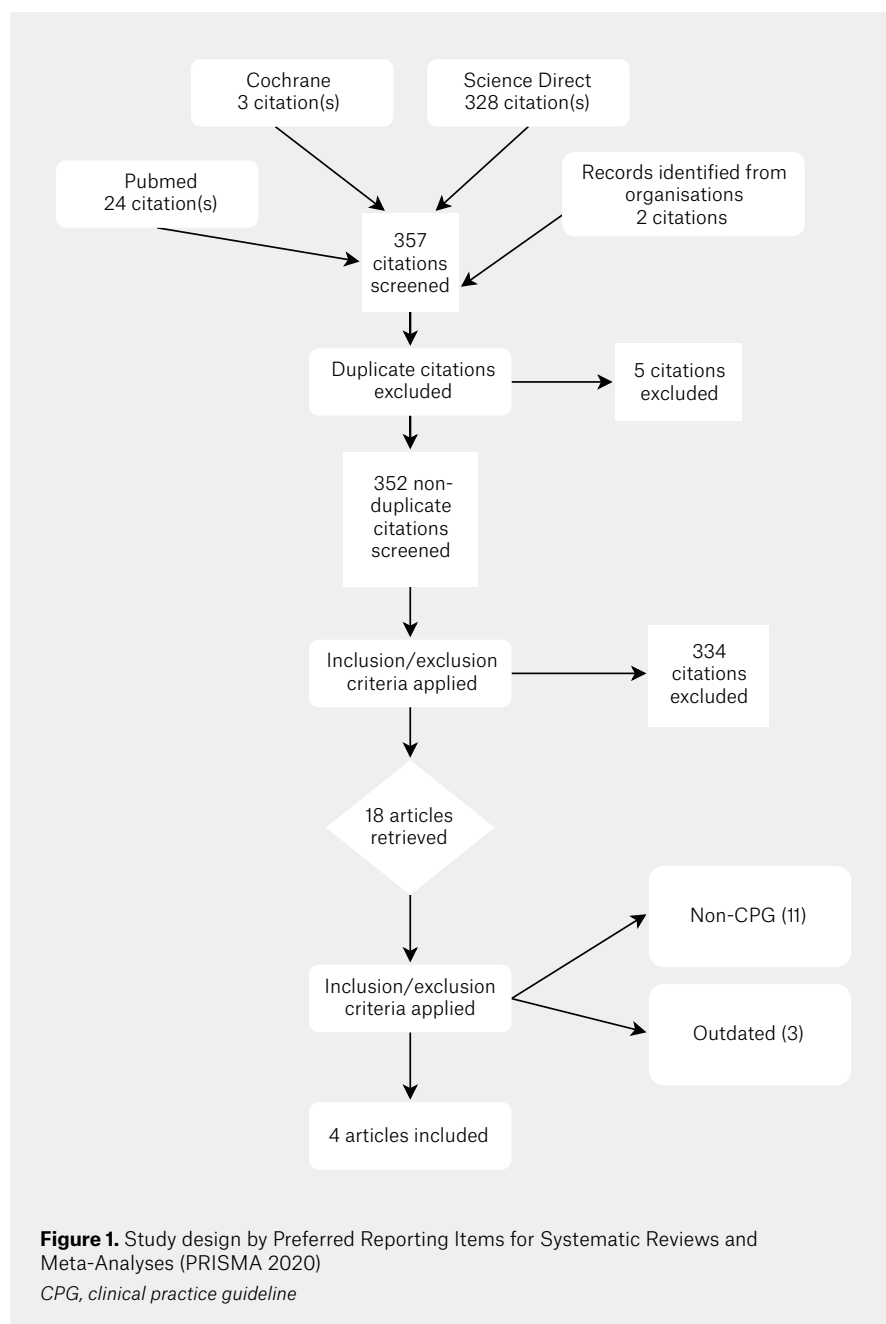 Cochrane
3 citation(s)
Science Direct
328 citation(s)
Pubmed
24 citation(s)
Records identified from
organisations
2 citations
357
citations
screened
Duplicate citations
excluded
5 citations
excluded
352 non-
duplicate
citations
screened
Inclusion/exclusion
criteria applied
334
citations
excluded
18 articles
retrieved
Non-CPG (11)
Inclusion/exclusion
criteria applied
Outdated (3)
4 articles included
Figure 1. Study design by Preferred Reporting Items for Systematic Reviews and
Meta-Analyses (PRISMA 2020)
CPG, clinical practice guideline